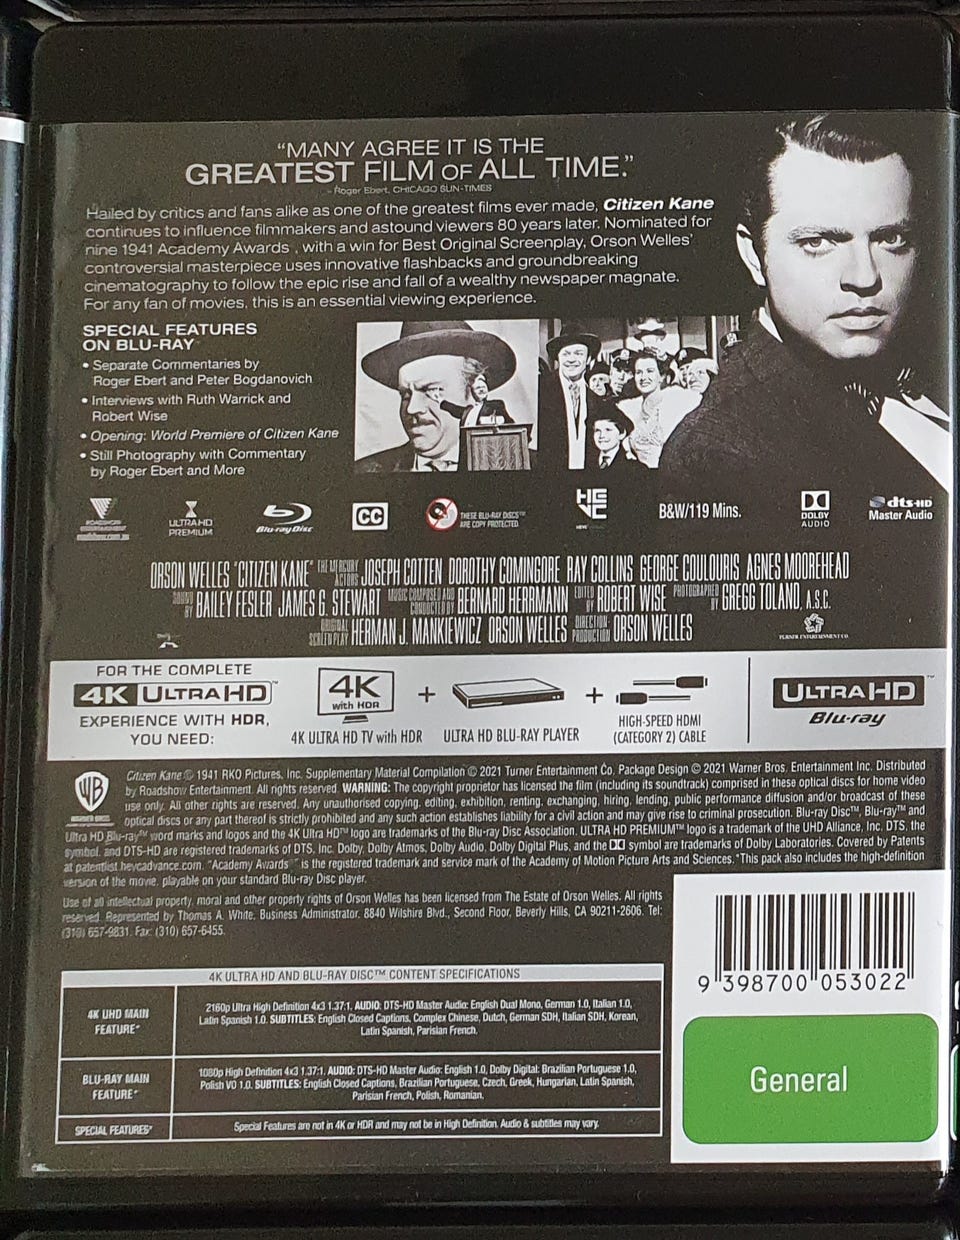 “MANY AGREE IT IS THE
GREATEST FILM OF ALL TIME.”
- Roger Ebert, CHICAGO SUN-TIMES
Hailed by critics and fans alike as one of the greatest films ever made, Citizen Kane
continues to influence filmmakers and astound viewers 80 years later. Nominated for
nine 1941 Academy Awards , with a win for Best Original Screenplay, Orson Welles’
controversial masterpiece uses innovative flashbacks and groundbreaking
cinematography to follow the epic rise and fall of a wealthy newspaper magnate.
For any fan of movies, this is an essential viewing experience.
SPECIAL FEATURES
ON BLU-RAY™
• Separate Commentaries by
Roger Ebert and Peter Bogdanovich
• Interviews with Ruth Warrick and
Robert Wise
• Opening: World Premiere of Citizen Kane
• Still Photography with Commentary
by Roger Ebert and More
ROADSHOW
ENTERTAINMENT
ULTRA HD
PREMIUM
Blu-ray Disc
CC
THESE BLU-RAY DISCS™
ARE COPY PROTECTED
HEVC
B&W/119 Mins.
DOLBY
AUDIO
dts-HD
Master Audio
ORSON WELLES "CITIZEN KANE" THE MERCURY ACTORS JOSEPH COTTEN DOROTHY COMINGORE RAY COLLINS GEORGE COULOURIS AGNES MOOREHEAD
SOUND BY BAILEY FESLER JAMES G. STEWART MUSIC COMPOSED AND CONDUCTED BY BERNARD HERRMANN EDITED BY ROBERT WISE PHOTOGRAPHED BY GREGG TOLAND, A.S.C.
ORIGINAL SCREEN PLAY HERMAN J. MANKIEWICZ ORSON WELLES DIRECTION PRODUCTION ORSON WELLES
TURNER ENTERTAINMENT CO.
FOR THE COMPLETE
4K ULTRA HD™
EXPERIENCE WITH HDR,
YOU NEED:
4K
with HDR
4K ULTRA HD TV with HDR
+
ULTRA HD BLU-RAY PLAYER
+
HIGH-SPEED HDMI
(CATEGORY 2) CABLE
ULTRA HD™
Blu-ray
WB
Citizen Kane © 1941 RKO Pictures, Inc. Supplementary Material Compilation © 2021 Turner Entertainment Co. Package Design © 2021 Warner Bros. Entertainment Inc. Distributed
by Roadshow Entertainment. All rights reserved. WARNING: The copyright proprietor has licensed the film (including its soundtrack) comprised in these optical discs for home video
use only. All other rights are reserved. Any unauthorised copying, editing, exhibition, renting, exchanging, hiring, lending, public performance diffusion and/or broadcast of these
optical discs or any part thereof is strictly prohibited and any such action establishes liability for a civil action and may give rise to criminal prosecution. Blu-ray Disc™, Blu-ray™ and
Ultra HD Blu-ray™ word marks and logos and the 4K Ultra HD™ logo are trademarks of the Blu-ray Disc Association. ULTRA HD PREMIUM™ logo is a trademark of the UHD Alliance, Inc. DTS, the
symbol, and DTS-HD are registered trademarks of DTS, Inc. Dolby, Dolby Atmos, Dolby Audio, Dolby Digital Plus, and the DD symbol are trademarks of Dolby Laboratories. Covered by Patents
at patentlist.hevcadvance.com. "Academy Awards®" is the registered trademark and service mark of the Academy of Motion Picture Arts and Sciences. *This pack also includes the high-definition
version of the movie, playable on your standard Blu-ray Disc player.
Use of all intellectual property, moral and other property rights of Orson Welles has been licensed from The Estate of Orson Welles. All rights
reserved. Represented by Thomas A. White, Business Administrator, 8840 Wilshire Blvd., Second Floor, Beverly Hills, CA 90211-2606. Tel:
(310) 657-9831. Fax: (310) 657-6455.
9 398700 053022
General
4K ULTRA HD AND BLU-RAY DISC™ CONTENT SPECIFICATIONS
4K UHD MAIN
FEATURE*
2160p Ultra High Definition 4x3 1.37:1. AUDIO: DTS-HD Master Audio: English Dual Mono, German 1.0, Italian 1.0,
Latin Spanish 1.0. SUBTITLES: English Closed Captions, Complex Chinese, Dutch, German SDH, Italian SDH, Korean,
Latin Spanish, Parisian French.
BLU-RAY MAIN
FEATURE*
1080p High Definition 4x3 1.37:1. AUDIO: DTS-HD Master Audio: English 1.0, Dolby Digital: Brazilian Portuguese 1.0,
Polish VO 1.0. SUBTITLES: English Closed Captions, Brazilian Portuguese, Czech, Greek, Hungarian, Latin Spanish,
Parisian French, Polish, Romanian.
SPECIAL FEATURES*
Special Features are not in 4K or HDR and may not be in High Definition. Audio & subtitles may vary.